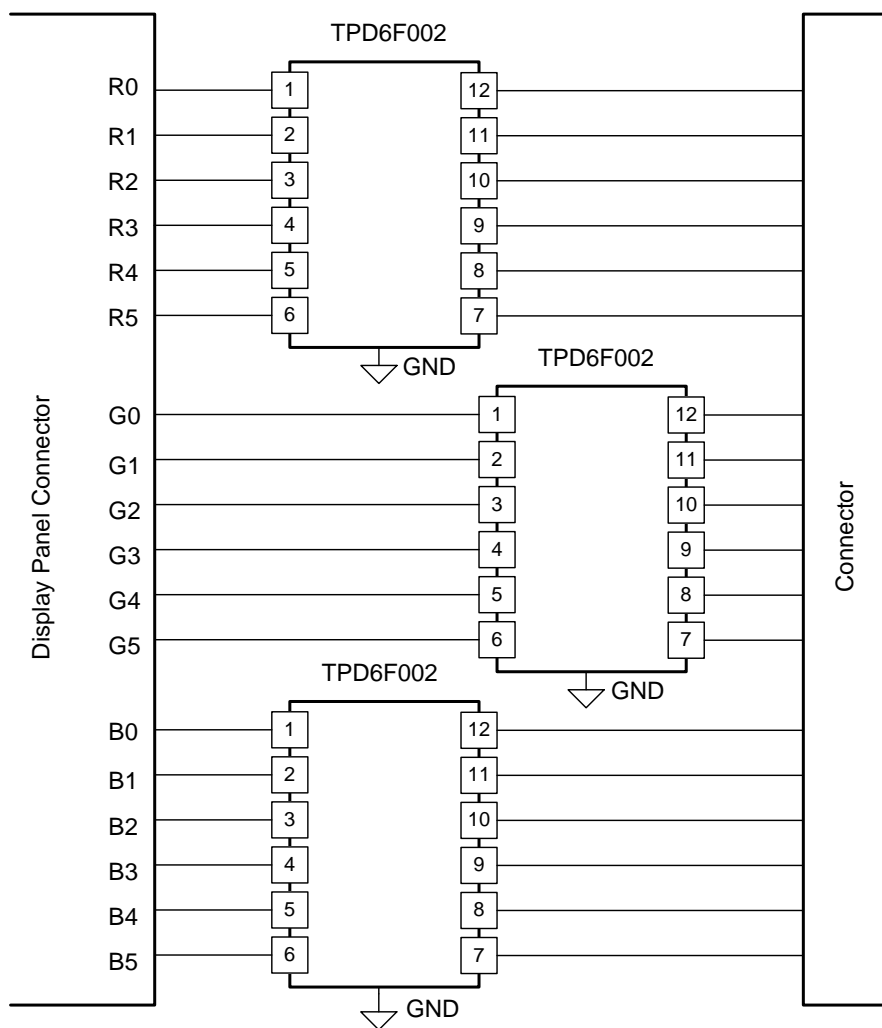 TPD6F002
R0 1 12
R1 2 11
R2 3 10
R3 4 9
R4 5 8
R5 6 7
GND
TPD6F002
G0 1 12
G1 2 11
G2 3 10
G3 4 9
G4 5 8
G5 6 7
GND
Display Panel Connector
Connector
TPD6F002
B0 1 12
B1 2 11
B2 3 10
B3 4 9
B4 5 8
B5 6 7
GND